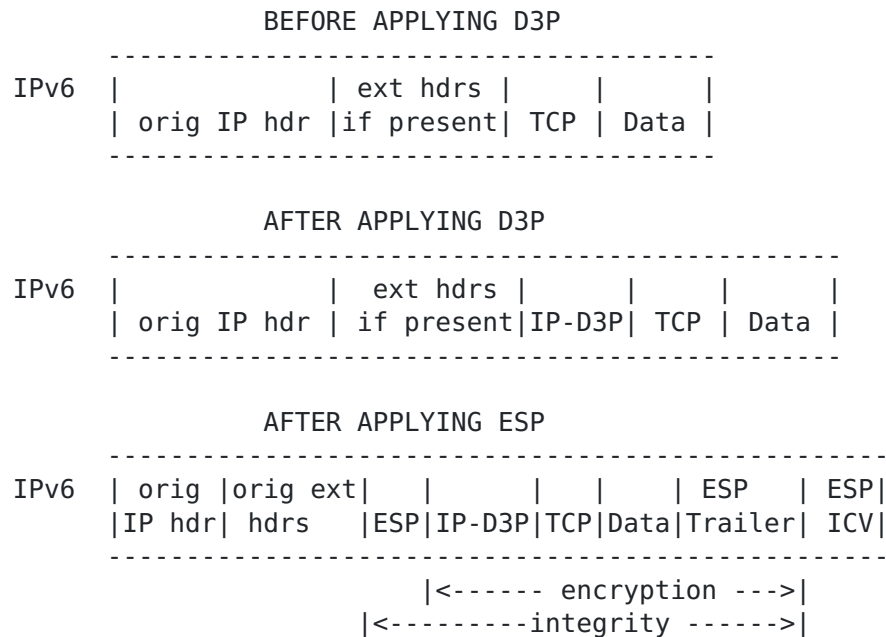 BEFORE APPLYING D3P
---------------------------------------
IPv6  |             | ext hdrs |     |      |
      | orig IP hdr |if present| TCP | Data |
---------------------------------------
AFTER APPLYING D3P
-----------------------------------------------
IPv6  |             |  ext hdrs |      |     |      |
      | orig IP hdr | if present|IP-D3P| TCP | Data |
-----------------------------------------------
AFTER APPLYING ESP
--------------------------------------------------
IPv6  | orig |orig ext|   |      |   |    | ESP   | ESP|
      |IP hdr| hdrs   |ESP|IP-D3P|TCP|Data|Trailer| ICV|
--------------------------------------------------
|<------ encryption --->|
|<---------integrity ------>|